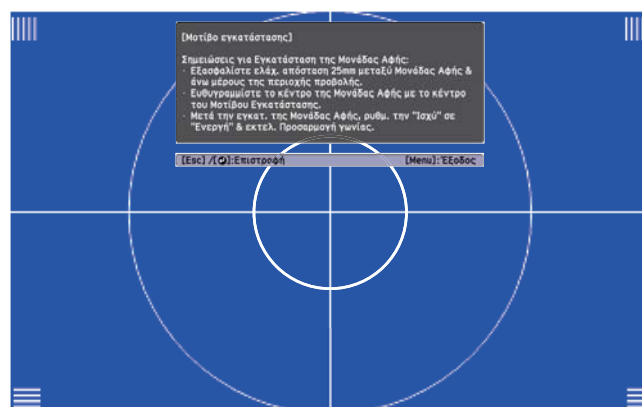 [Μοτίβο εγκατάστασης]
Σημειώσεις για Εγκατάσταση της Μονάδας Αφής:
· Εξασφαλίστε ελάχ. απόσταση 25mm μεταξύ Μονάδας Αφής &
άνω μέρους της περιοχής προβολής.
· Ευθυγραμμίστε το κέντρο της Μονάδας Αφής με το κέντρο
του Μοτίβου Εγκατάστασης.
· Μετά την εγκατ. της Μονάδας Αφής, ρυθμ. την "Ισχύ" σε
"Ενεργή" & εκτελ. Προσαρμογή γωνίας.
[Esc] /[⮐]:Επιστροφή [Menu]:Έξοδος